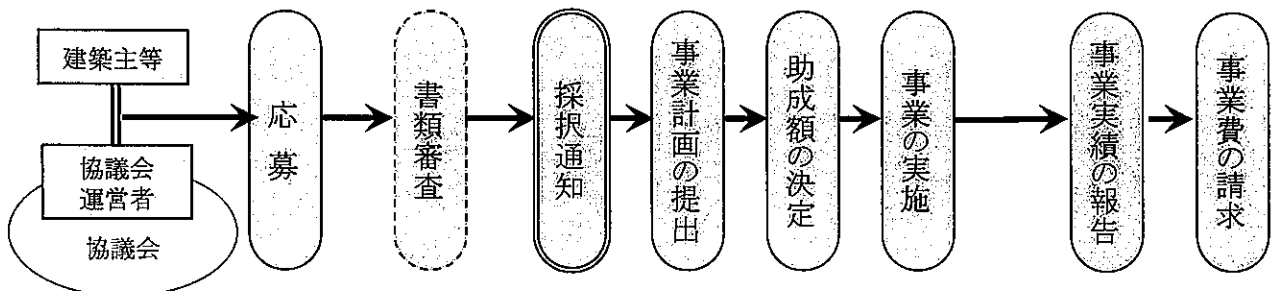 建築主等
協議会
運営者
協議会
応募
書類審査
採択通知
事業計画の提出
助成額の決定
事業の実施
事業実績の報告
事業費の請求